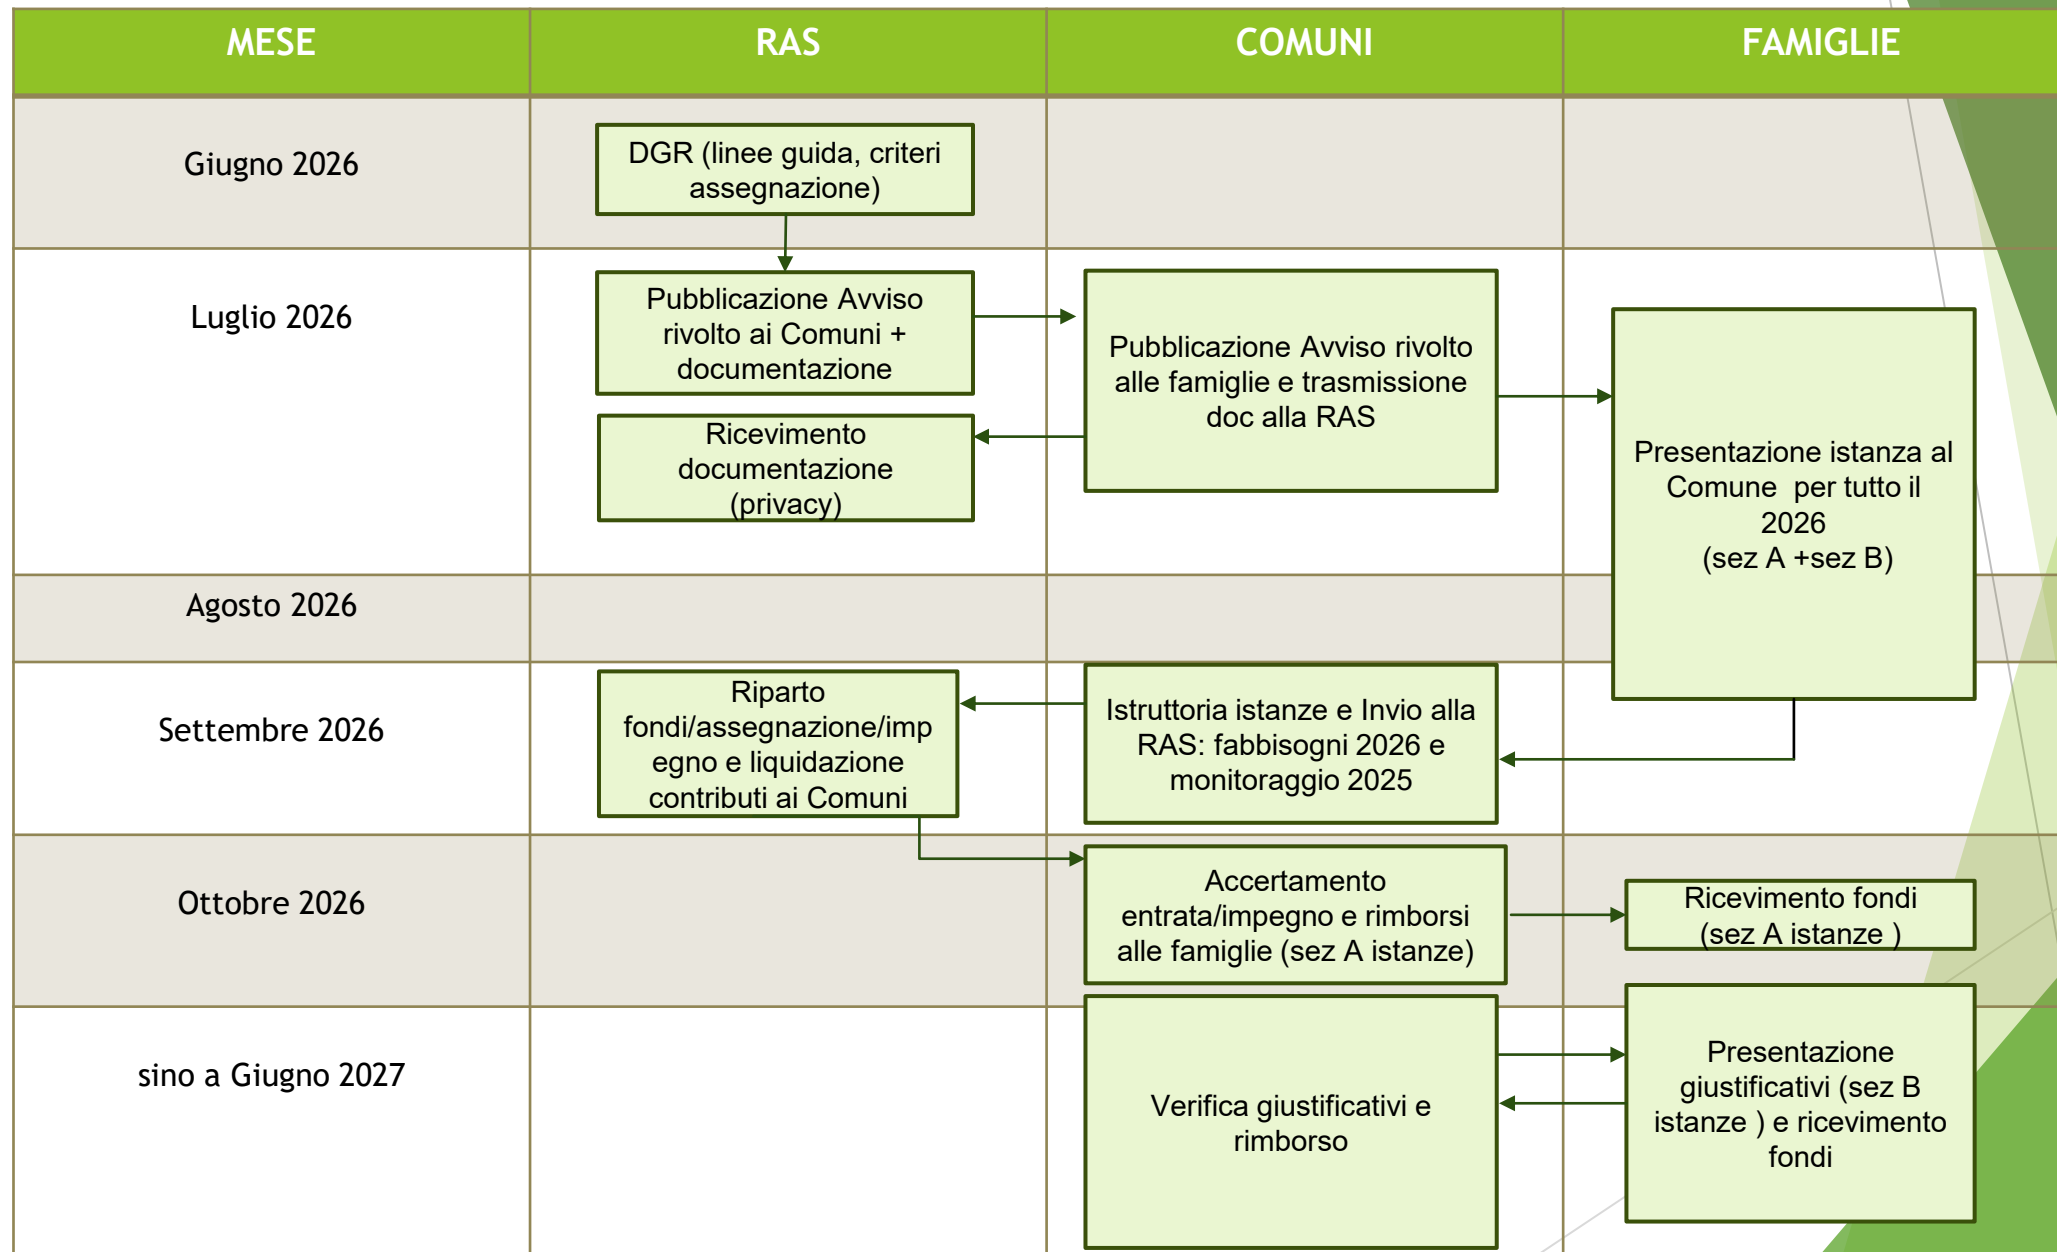 MESE
RAS
COMUNI
FAMIGLIE
Giugno 2026
DGR (linee guida, criteri
assegnazione)
Luglio 2026
Pubblicazione Avviso
rivolto ai Comuni +
documentazione
Ricevimento
documentazione
(privacy)
Pubblicazione Avviso rivolto
alle famiglie e trasmissione
doc alla RAS
Presentazione istanza al
Comune  per tutto il
2026
(sez A +sez B)
Agosto 2026
Settembre 2026
Riparto
fondi/assegnazione/imp
egno e liquidazione
contributi ai Comuni
Istruttoria istanze e Invio alla
RAS: fabbisogni 2026 e
monitoraggio 2025
Ottobre 2026
Accertamento
entrata/impegno e rimborsi
alle famiglie (sez A istanze)
Ricevimento fondi
(sez A istanze )
sino a Giugno 2027
Verifica giustificativi e
rimborso
Presentazione
giustificativi (sez B
istanze ) e ricevimento
fondi